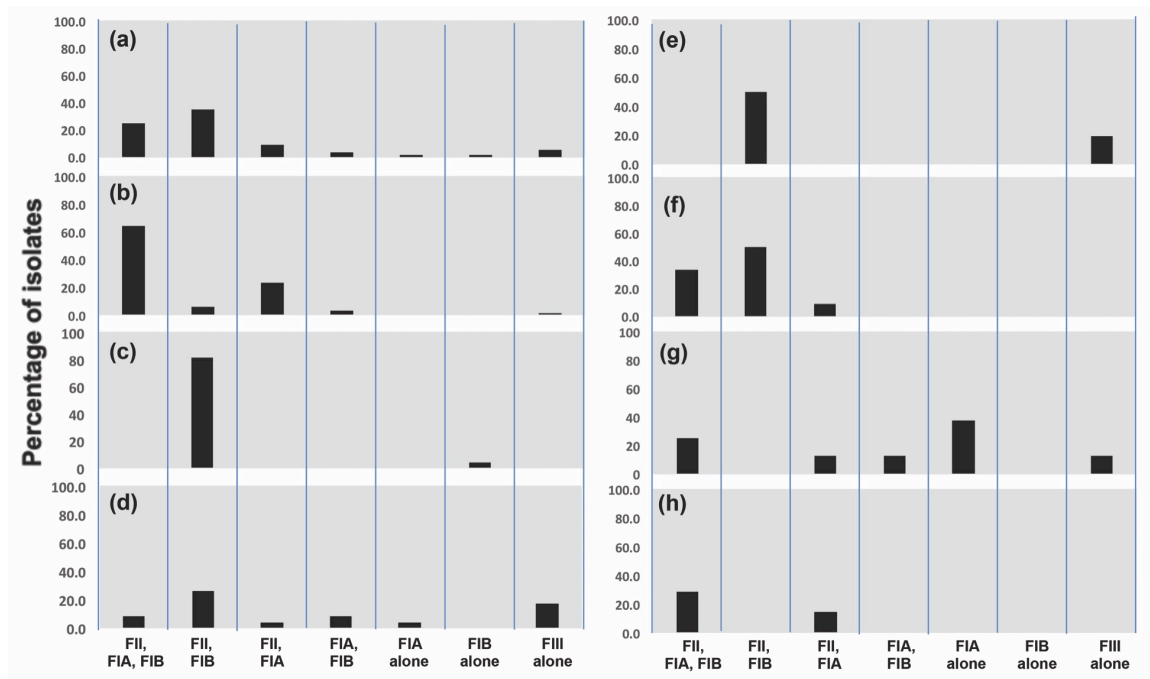 Percentage of isolates
(a)
100.0
80.0
60.0
40.0
20.0
0.0
(b)
100.0
80.0
60.0
40.0
20.0
0.0
(c)
100
80
60
40
20
0
(d)
100.0
80.0
60.0
40.0
20.0
0.0
FII,
FIA, FIB
FII,
FIB
FII,
FIA
FIA,
FIB
FIA
alone
FIB
alone
FIII
alone
(e)
100.0
80.0
60.0
40.0
20.0
0.0
(f)
100.0
80.0
60.0
40.0
20.0
0.0
(g)
100
80
60
40
20
0
(h)
100.0
80.0
60.0
40.0
20.0
0.0
FII,
FIA, FIB
FII,
FIB
FII,
FIA
FIA,
FIB
FIA
alone
FIB
alone
FIII
alone